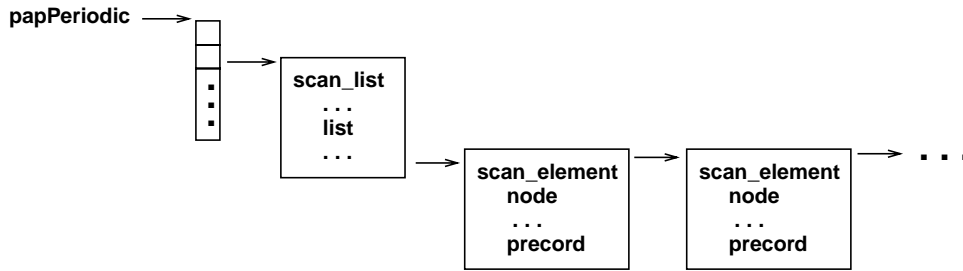 papPeriodic
scan_list
. . .
list
. . .
scan_element
node
. . .
precord
scan_element
node
. . .
precord
. . .